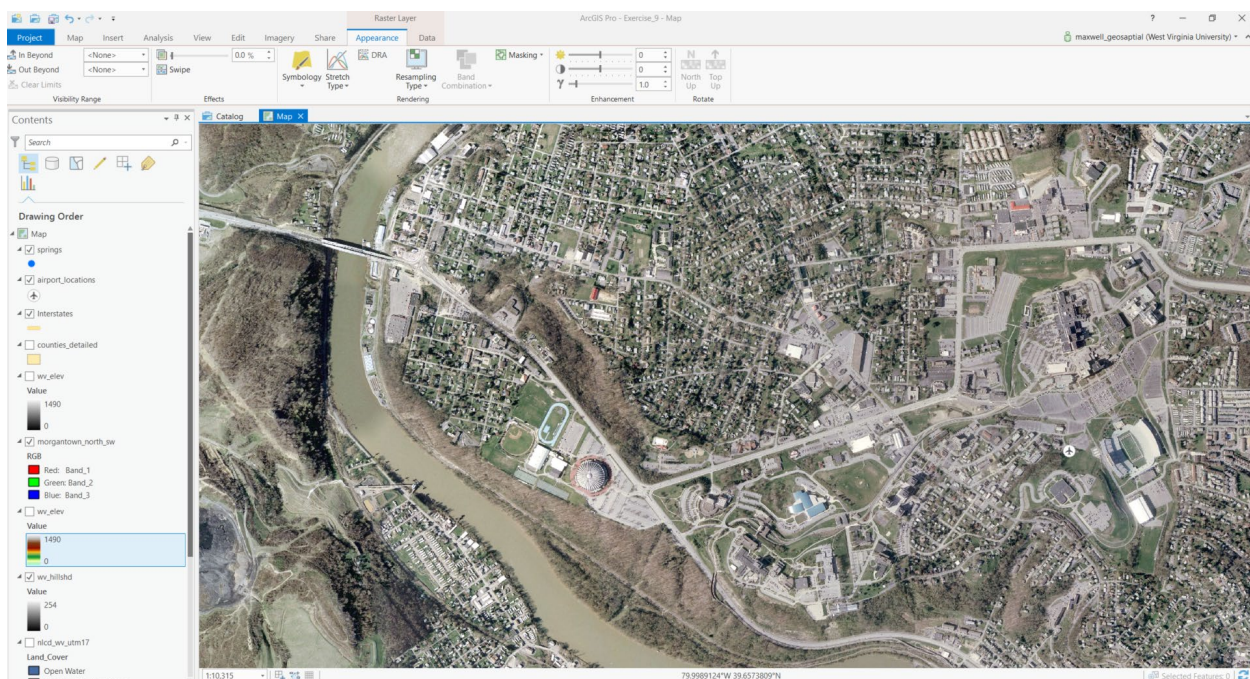 Raster Layer
ArcGIS Pro - Exercise_9 - Map
?
Project Map Insert Analysis View Edit Imagery Share Appearance Data
maxwell_geosaptial (West Virginia University)
In Beyond <None>
Out Beyond <None>
Clear Limits
Visibility Range
0.0 %
Swipe
Effects
Symbology
Stretch Type
DRA
Resampling Type
Band Combination
Masking
Rendering
0
0
1.0
Enhancement
North Up
Top Up
Rotate
Contents
Catalog Map
Search
Drawing Order
Map
springs
airport_locations
Interstates
counties_detailed
wv_elev
Value
1490
0
morgantown_north_sw
RGB
Red: Band_1
Green: Band_2
Blue: Band_3
wv_elev
Value
1490
0
wv_hillshd
Value
254
0
nlcd_wv_utm17
Land_Cover
Open Water
1:10,315
79.9989124°W 39.6573809°N
Selected Features: 0